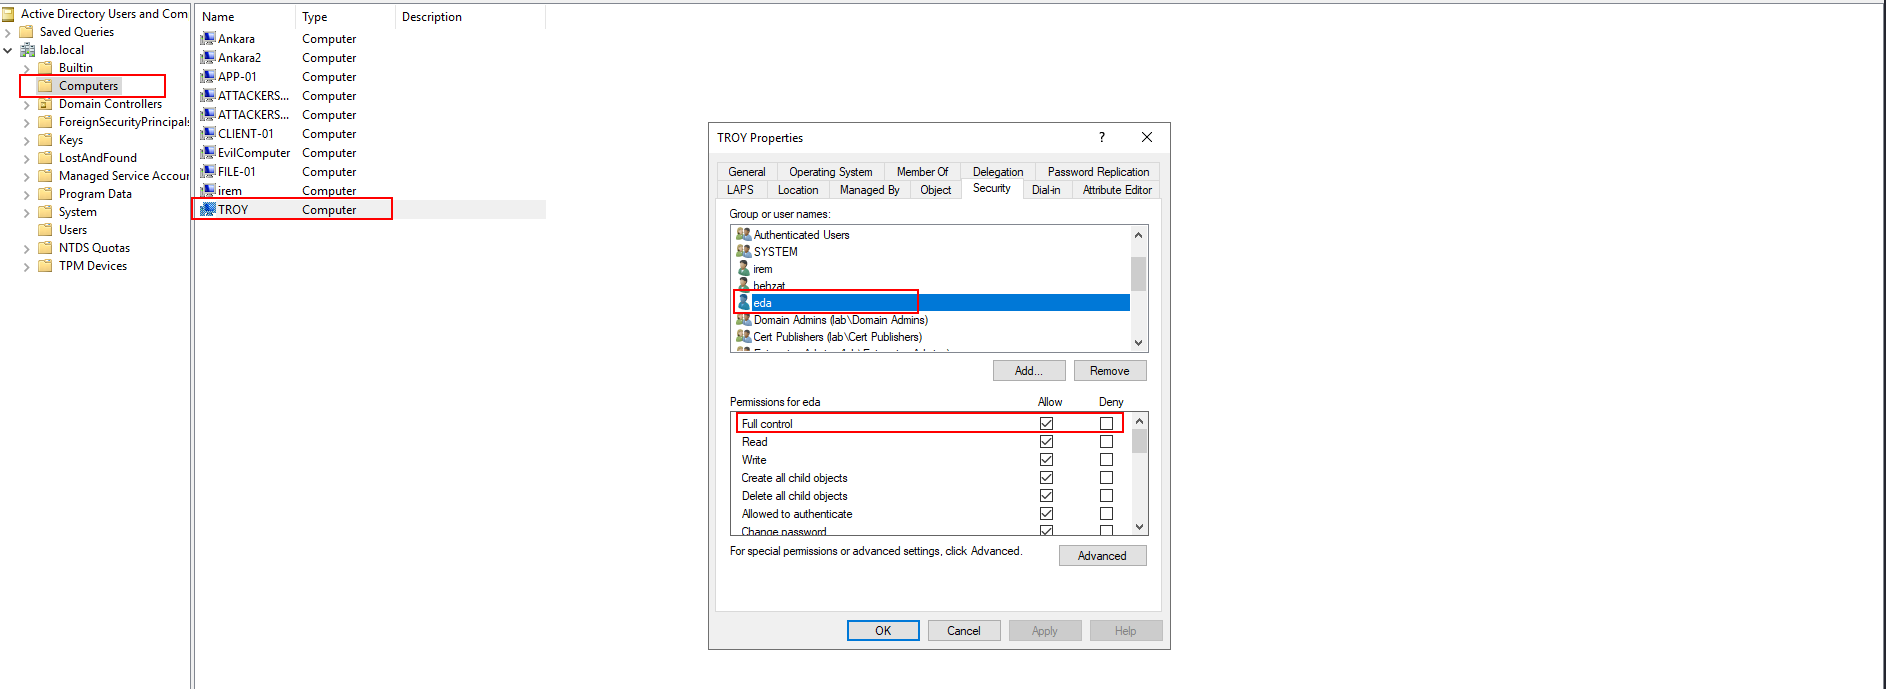 Active Directory Users and Com
Saved Queries
lab.local
Builtin
Computers
Domain Controllers
ForeignSecurityPrincipals
Keys
LostAndFound
Managed Service Accour
Program Data
System
Users
NTDS Quotas
TPM Devices
Name Type Description
Ankara Computer
Ankara2 Computer
APP-01 Computer
ATTACKERS... Computer
ATTACKERS... Computer
CLIENT-01 Computer
EvilComputer Computer
FILE-01 Computer
irem Computer
TROY Computer
TROY Properties ?
General Operating System Member Of Delegation Password Replication
LAPS Location Managed By Object Security Dial-in Attribute Editor
Group or user names:
Authenticated Users
SYSTEM
irem
behzat
eda
Domain Admins (lab\Domain Admins)
Cert Publishers (lab\Cert Publishers)
Add... Remove
Permissions for eda Allow Deny
Full control
Read
Write
Create all child objects
Delete all child objects
Allowed to authenticate
Change password
For special permissions or advanced settings, click Advanced.
Advanced
OK Cancel Apply Help